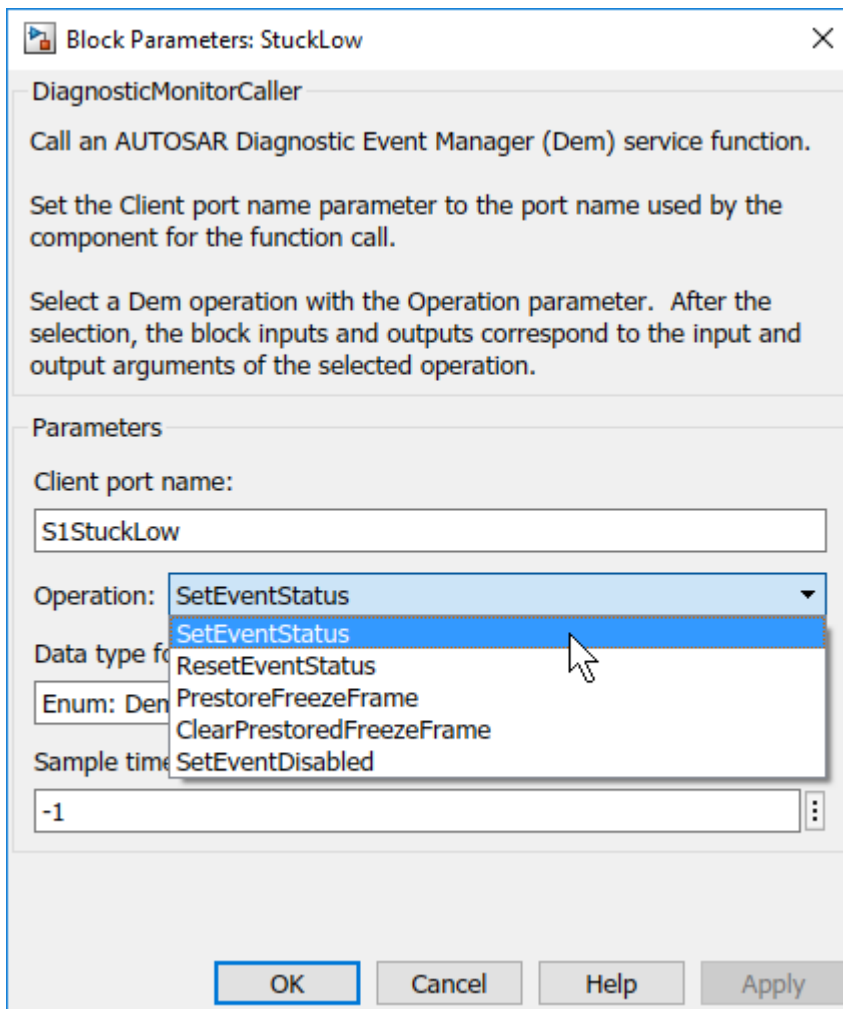 Block Parameters: StuckLow
DiagnosticMonitorCaller
Call an AUTOSAR Diagnostic Event Manager (Dem) service function.
Set the Client port name parameter to the port name used by the
component for the function call.
Select a Dem operation with the Operation parameter.  After the
selection, the block inputs and outputs correspond to the input and
output arguments of the selected operation.
Parameters
Client port name:
S1StuckLow
Operation: SetEventStatus
SetEventStatus
Data type
ResetEventStatus
Enum: Dem
PrestoreFreezeFrame
ClearPrestoredFreezeFrame
Sample time
SetEventDisabled
-1
OK Cancel Help Apply